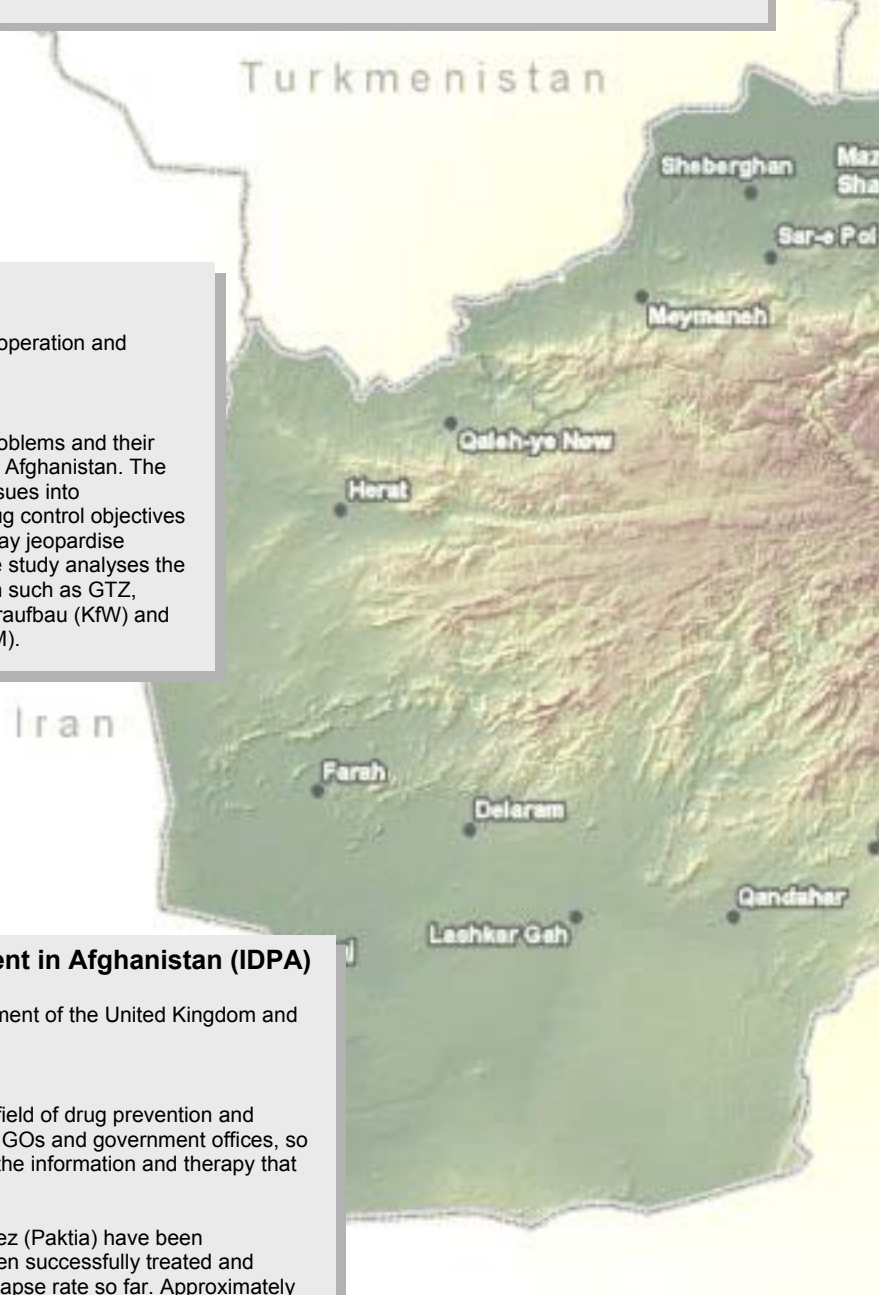 Turkmenistan
Sheberghan
Maz
Sha
Sar-e Pol
Meymaneh
operation and
oblems and their
Afghanistan. The
sues into
ug control objectives
ay jeopardise
e study analyses the
n such as GTZ,
raufbau (KfW) and
M).
Qaleh-ye Now
Herat
Iran
Farah
Delaram
Lashkar Gah
Qandahar
j
ent in Afghanistan (IDPA)
ment of the United Kingdom and
field of drug prevention and
GOs and government offices, so
the information and therapy that
ez (Paktia) have been
en successfully treated and
apse rate so far. Approximately